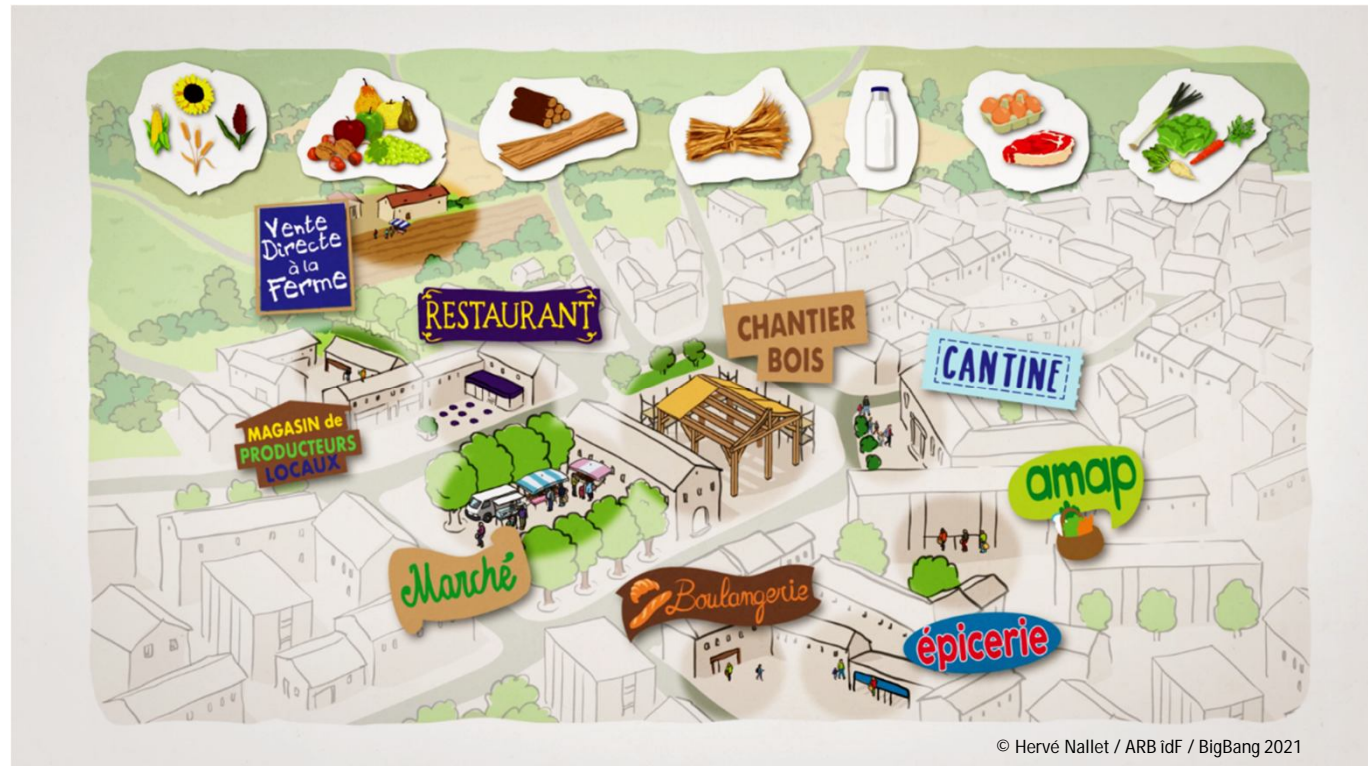 Vente
Directe
à la
Ferme
RESTAURANT
CHANTIER
BOIS
CANTINE
MAGASIN de
PRODUCTEURS
LOCAUX
amap
Marché
Boulangerie
épicerie
© Hervé Nallet / ARB îdF / BigBang 2021